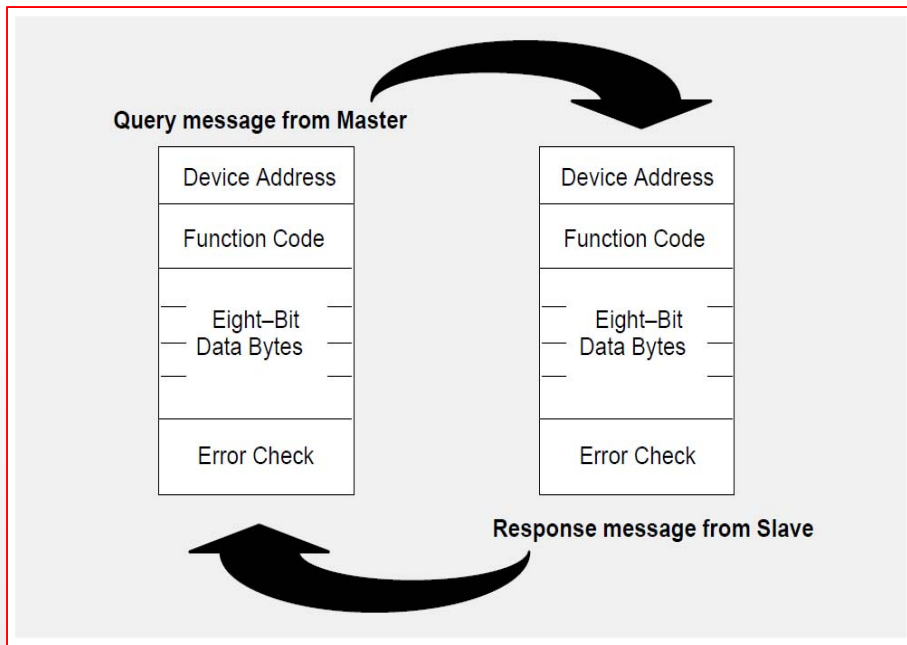 Query message from Master
Device Address
Function Code
Eight–Bit
Data Bytes
Error Check
Device Address
Function Code
Eight–Bit
Data Bytes
Error Check
Response message from Slave